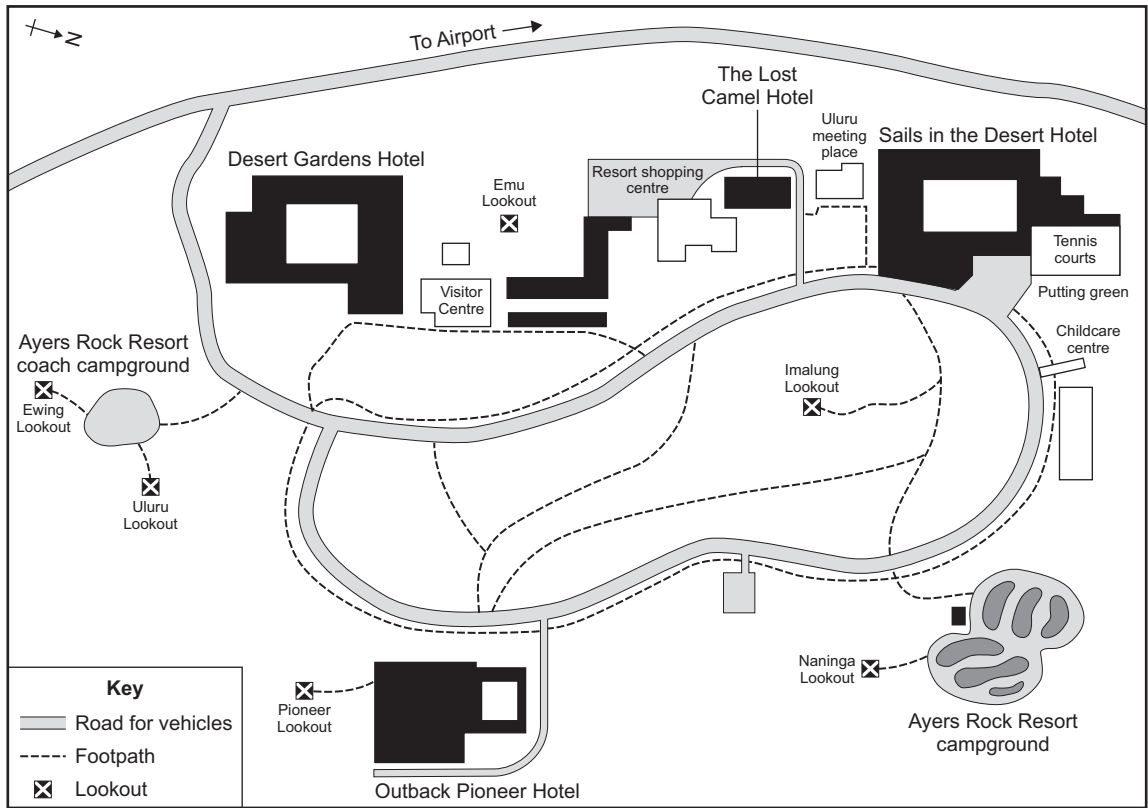 N
To Airport
The Lost
Camel Hotel
Uluru
meeting
place
Sails in the Desert Hotel
Desert Gardens Hotel
Resort shopping
centre
Emu
Lookout
Tennis
courts
Visitor
Centre
Putting green
Ayers Rock Resort
coach campground
Childcare
centre
Ewing
Lookout
Imalung
Lookout
Uluru
Lookout
Naninga
Lookout
Pioneer
Lookout
Ayers Rock Resort
campground
Outback Pioneer Hotel
Key
Road for vehicles
Footpath
Lookout